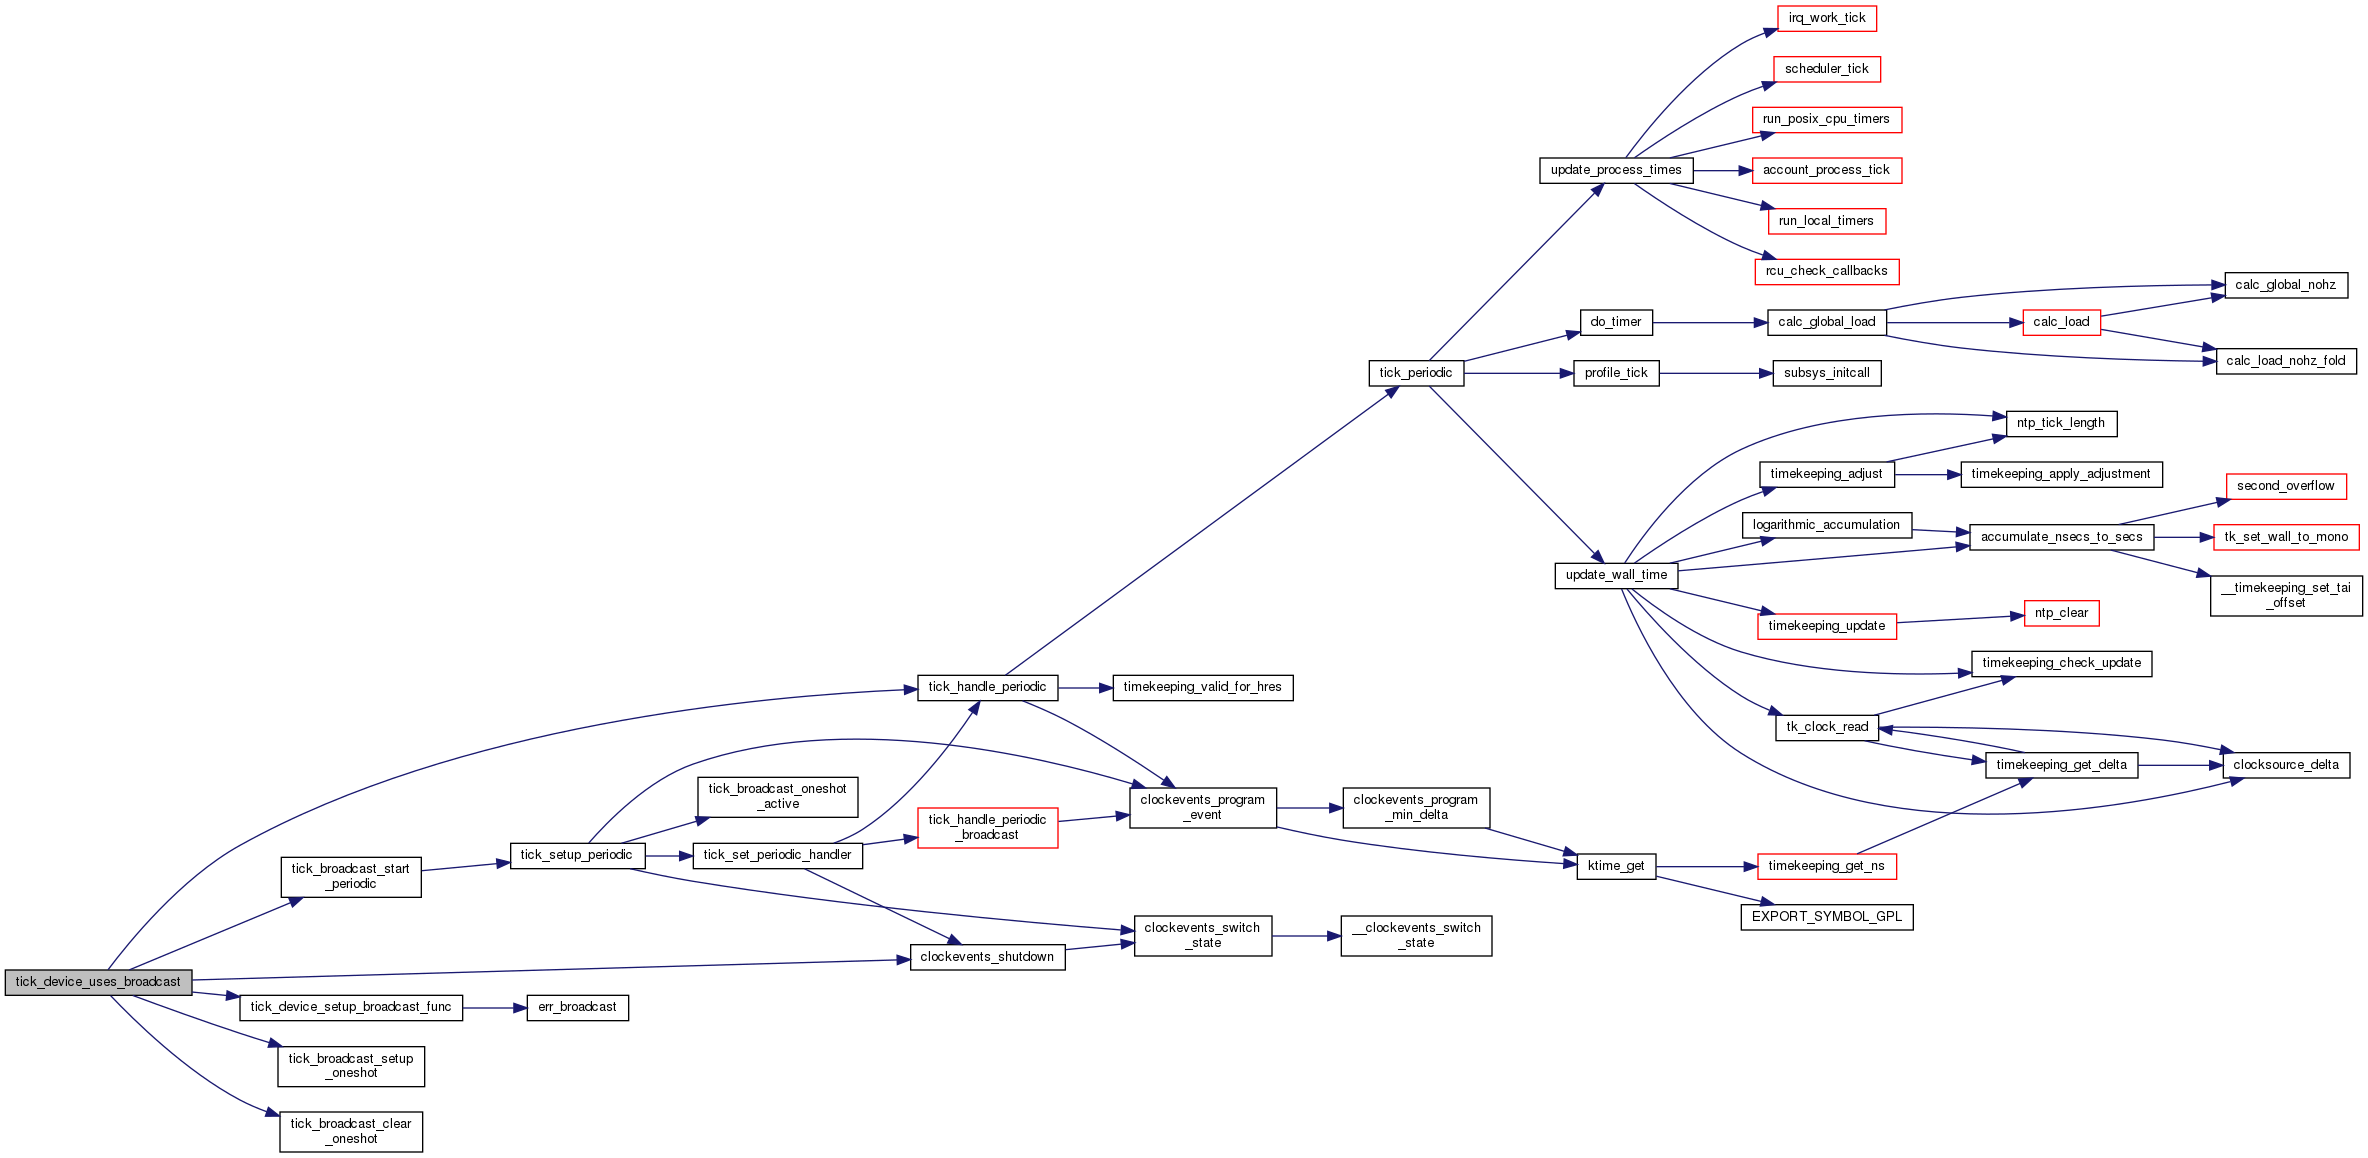 irq_work_tick
scheduler_tick
run_posix_cpu_timers
update_process_times
account_process_tick
run_local_timers
rcu_check_callbacks
calc_global_nohz
do_timer
calc_global_load
calc_load
calc_load_nohz_fold
tick_periodic
profile_tick
subsys_initcall
ntp_tick_length
timekeeping_adjust
timekeeping_apply_adjustment
second_overflow
logarithmic_accumulation
accumulate_nsecs_to_secs
tk_set_wall_to_mono
update_wall_time
__timekeeping_set_tai
_offset
timekeeping_update
ntp_clear
timekeeping_check_update
tick_handle_periodic
timekeeping_valid_for_hres
tk_clock_read
timekeeping_get_delta
clocksource_delta
tick_broadcast_oneshot
_active
clockevents_program
_event
clockevents_program
_min_delta
tick_handle_periodic
_broadcast
tick_broadcast_start
_periodic
tick_setup_periodic
tick_set_periodic_handler
ktime_get
timekeeping_get_ns
EXPORT_SYMBOL_GPL
clockevents_switch
_state
__clockevents_switch
_state
clockevents_shutdown
tick_device_uses_broadcast
tick_device_setup_broadcast_func
err_broadcast
tick_broadcast_setup
_oneshot
tick_broadcast_clear
_oneshot